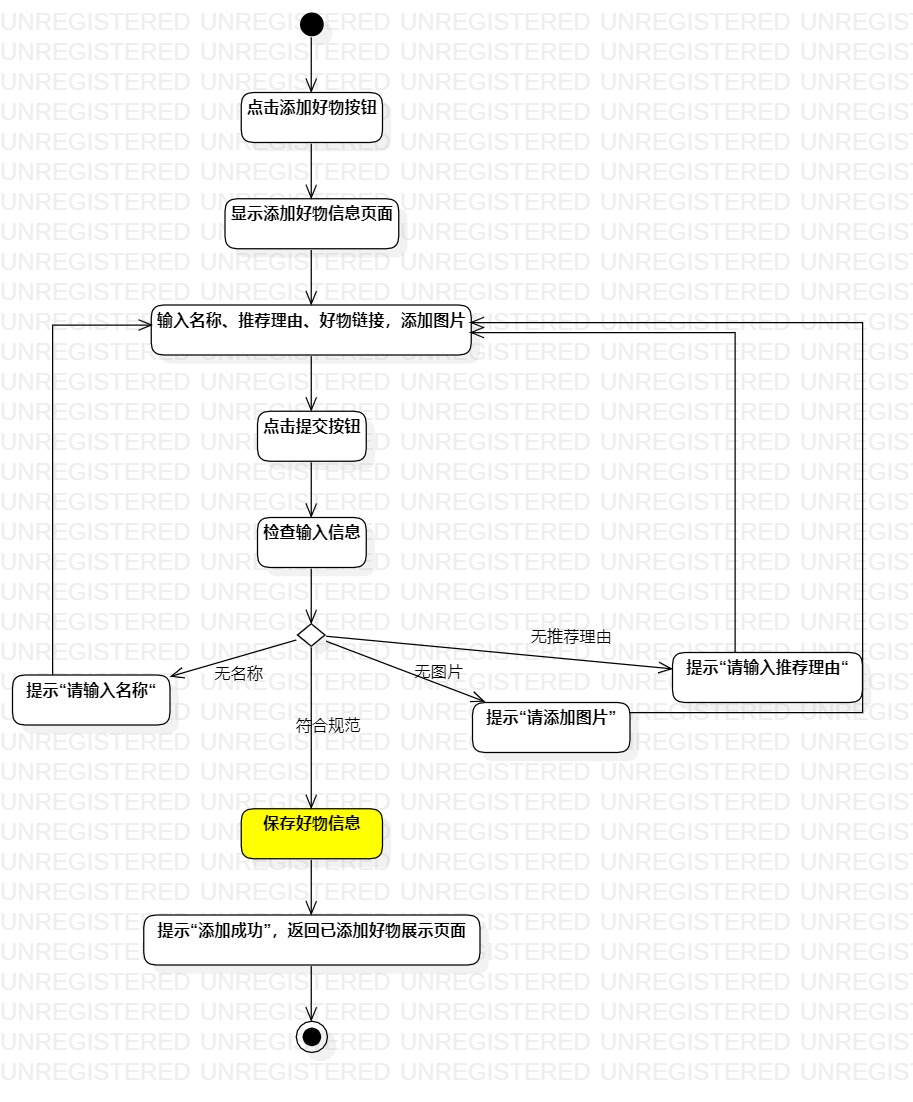 点击添加好物按钮
显示添加好物信息页面
输入名称、推荐理由、好物链接，添加图片
点击提交按钮
检查输入信息
无推荐理由
无名称
无图片
提示“请输入推荐理由“
提示“请输入名称“
提示“请添加图片”
符合规范
保存好物信息
提示“添加成功”，返回已添加好物展示页面
UNREGISTERED